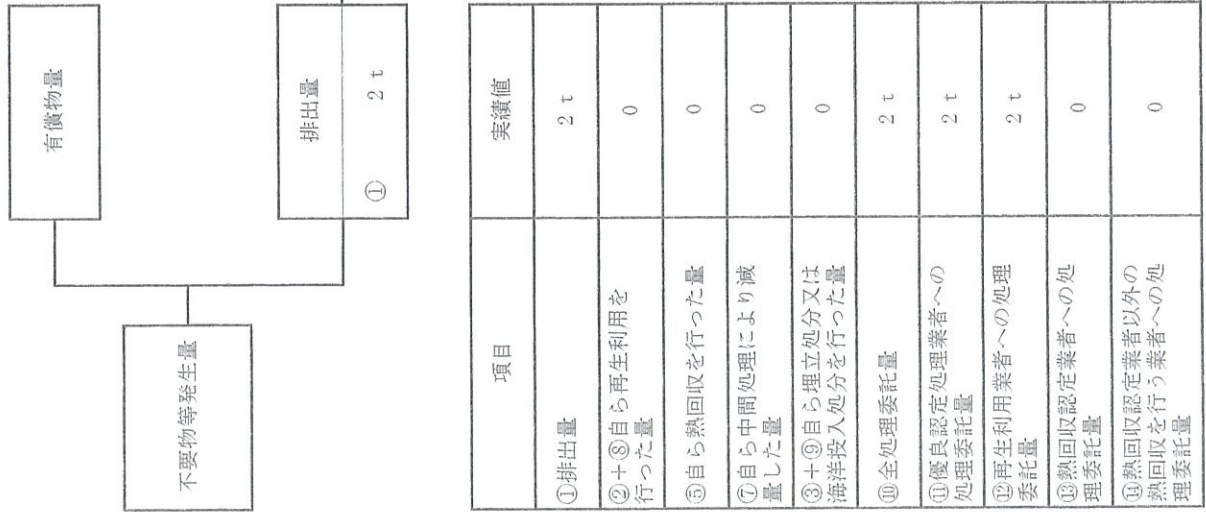 不要物等発生量
有償物量
排出量
① 2 t
項目
実績値
①排出量
2 t
②＋⑧自ら再生利用を
行った量
0
⑤自ら熱回収を行った量
0
⑦自ら中間処理により減
量した量
0
③＋⑨自ら埋立処分又は
海洋投入処分を行った量
0
⑩全処理委託量
2 t
⑪優良認定処理業者への
処理委託量
2 t
⑫再生利用業者への処理
委託量
2 t
⑬熱回収認定業者への処
理委託量
0
⑭熱回収認定業者以外の
熱回収を行う業者への処
理委託量
0